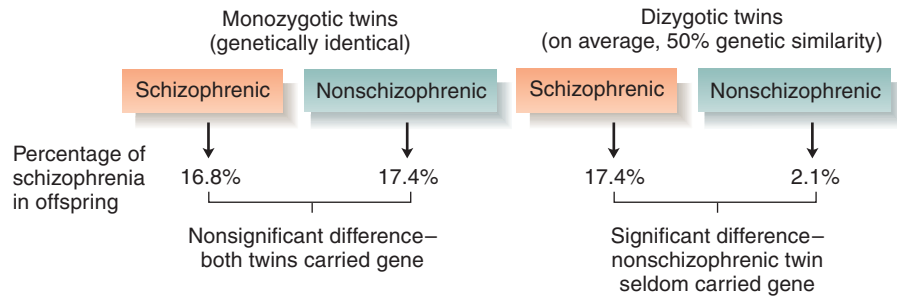 Monozygotic twins
(genetically identical)
Dizygotic twins
(on average, 50% genetic similarity)
Schizophrenic
Nonschizophrenic
Schizophrenic
Nonschizophrenic
Percentage of
schizophrenia
in offspring
16.8%
17.4%
17.4%
2.1%
Nonsignificant difference–
both twins carried gene
Significant difference–
nonschizophrenic twin
seldom carried gene